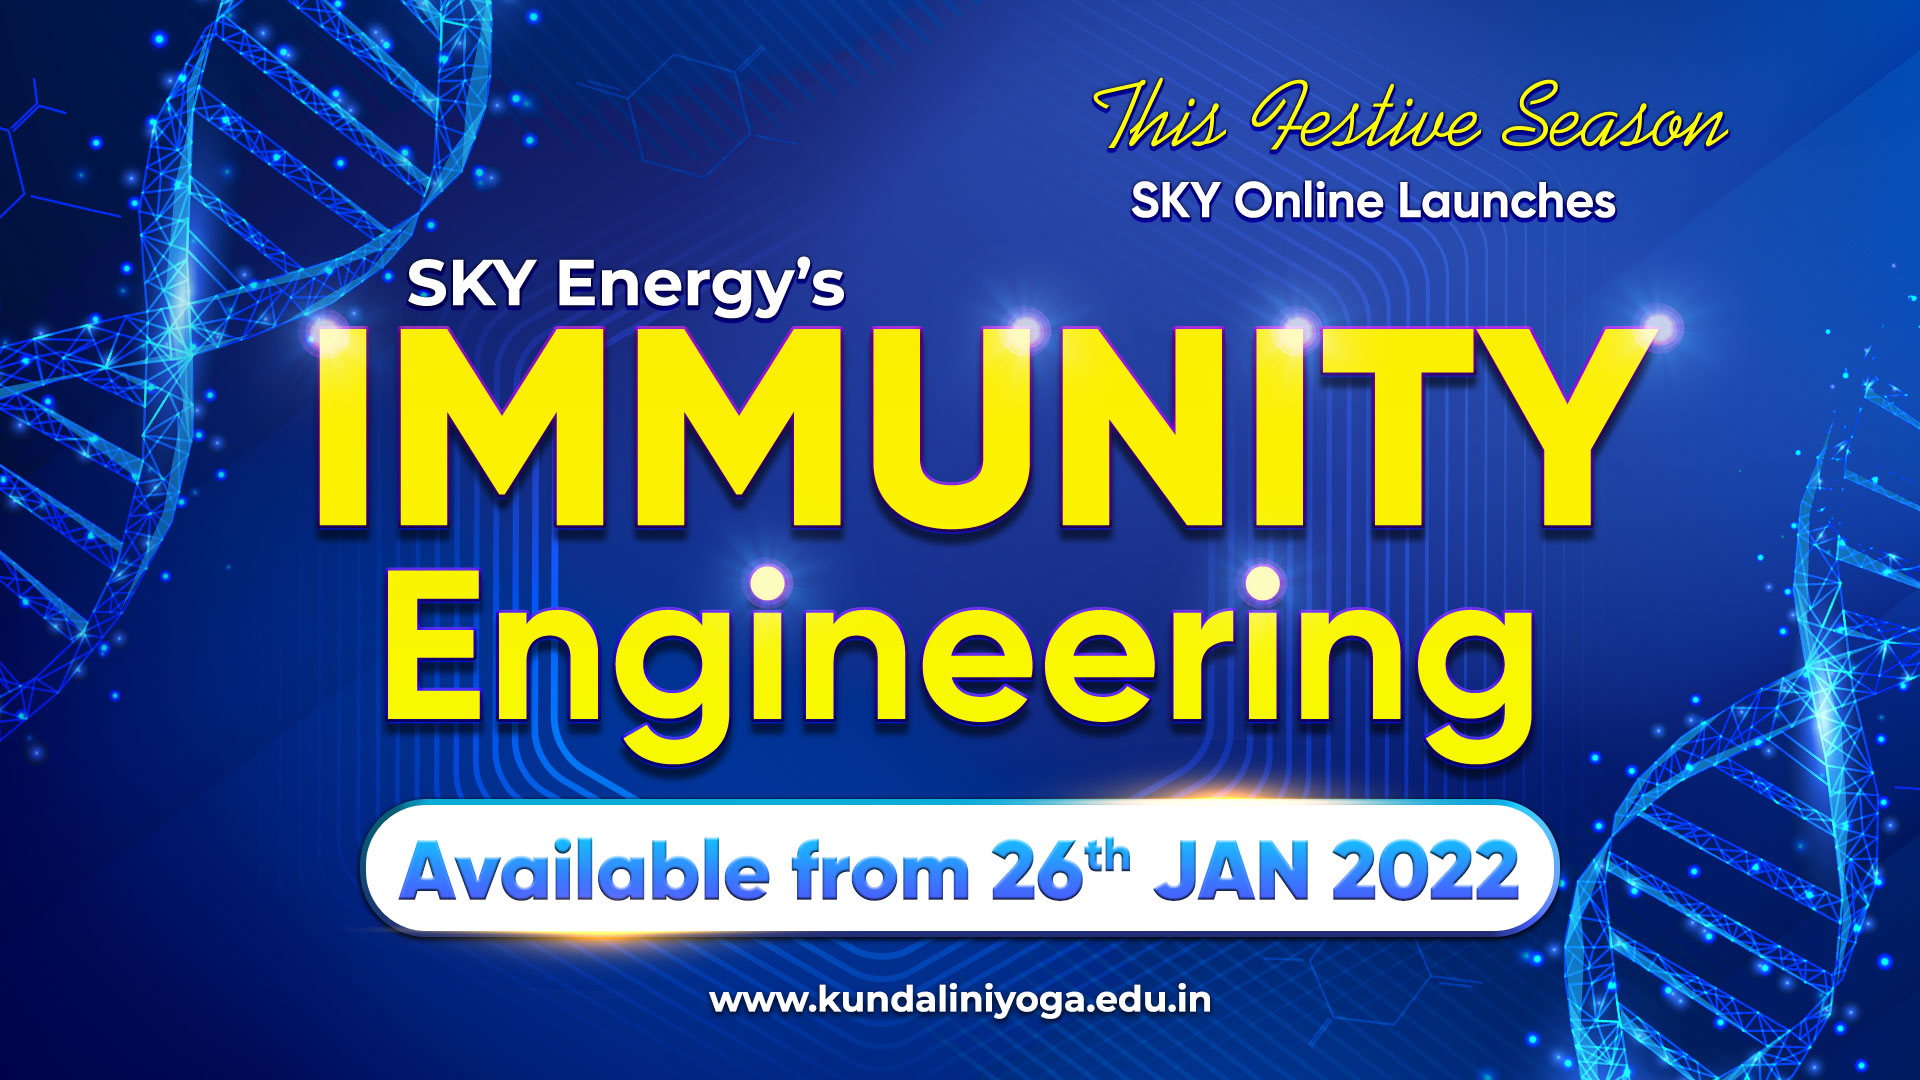 This Festive Season
SKY Online Launches
SKY Energy’s
IMMUNITY
Engineering
Available from 26th JAN 2022
www.kundaliniyoga.edu.in